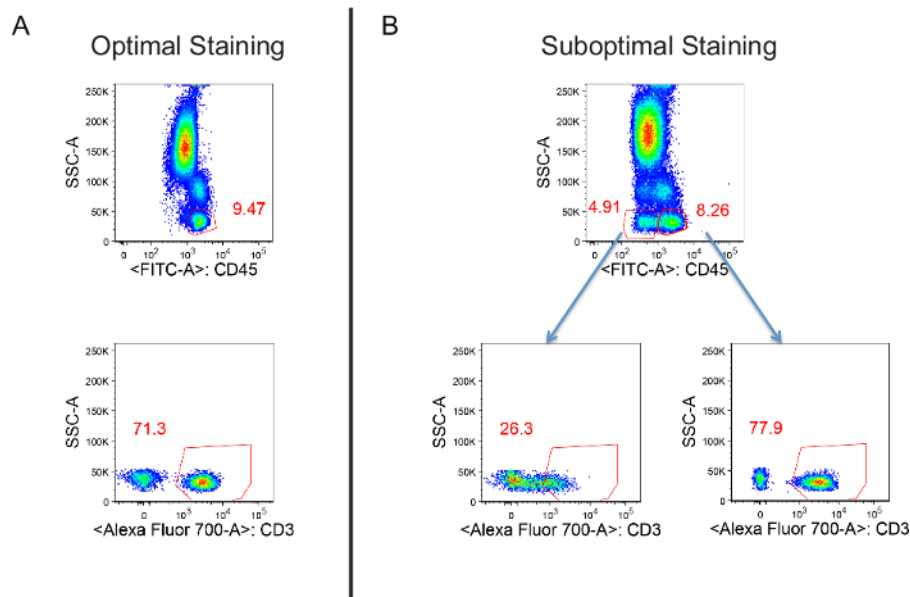 A
Optimal Staining
250K
200K
150K
100K
50K
0
SSC-A
9.47
0 10² 10³ 10⁴ 10⁵
<FITC-A>: CD45
250K
200K
150K
100K
50K
0
SSC-A
71.3
0 10³ 10⁴ 10⁵
<Alexa Fluor 700-A>: CD3
B
Suboptimal Staining
250K
200K
150K
100K
50K
0
SSC-A
4.91
8.26
0 10² 10³ 10⁴ 10⁵
<FITC-A>: CD45
250K
200K
150K
100K
50K
0
SSC-A
26.3
0 10³ 10⁴ 10⁵
<Alexa Fluor 700-A>: CD3
250K
200K
150K
100K
50K
0
SSC-A
77.9
0 10³ 10⁴ 10⁵
<Alexa Fluor 700-A>: CD3